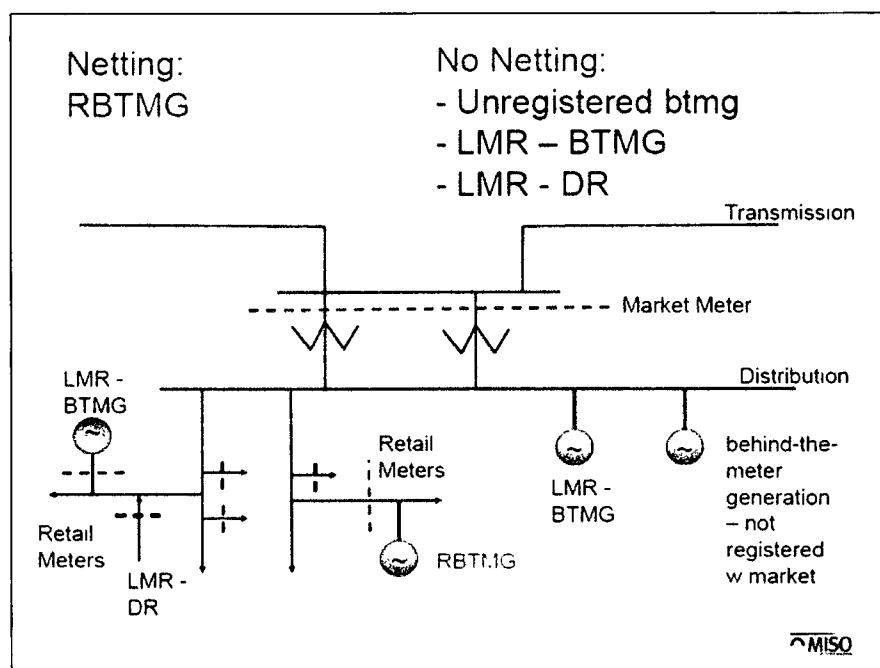 Netting:
RBTMG
No Netting:
- Unregistered btmg
- LMR – BTMG
- LMR - DR
Transmission
Market Meter
Distribution
LMR -
BTMG
Retail
Meters
Retail
Meters
LMR -
DR
RBTMG
LMR -
BTMG
behind-the-
meter
generation
– not
registered
w market
MISO